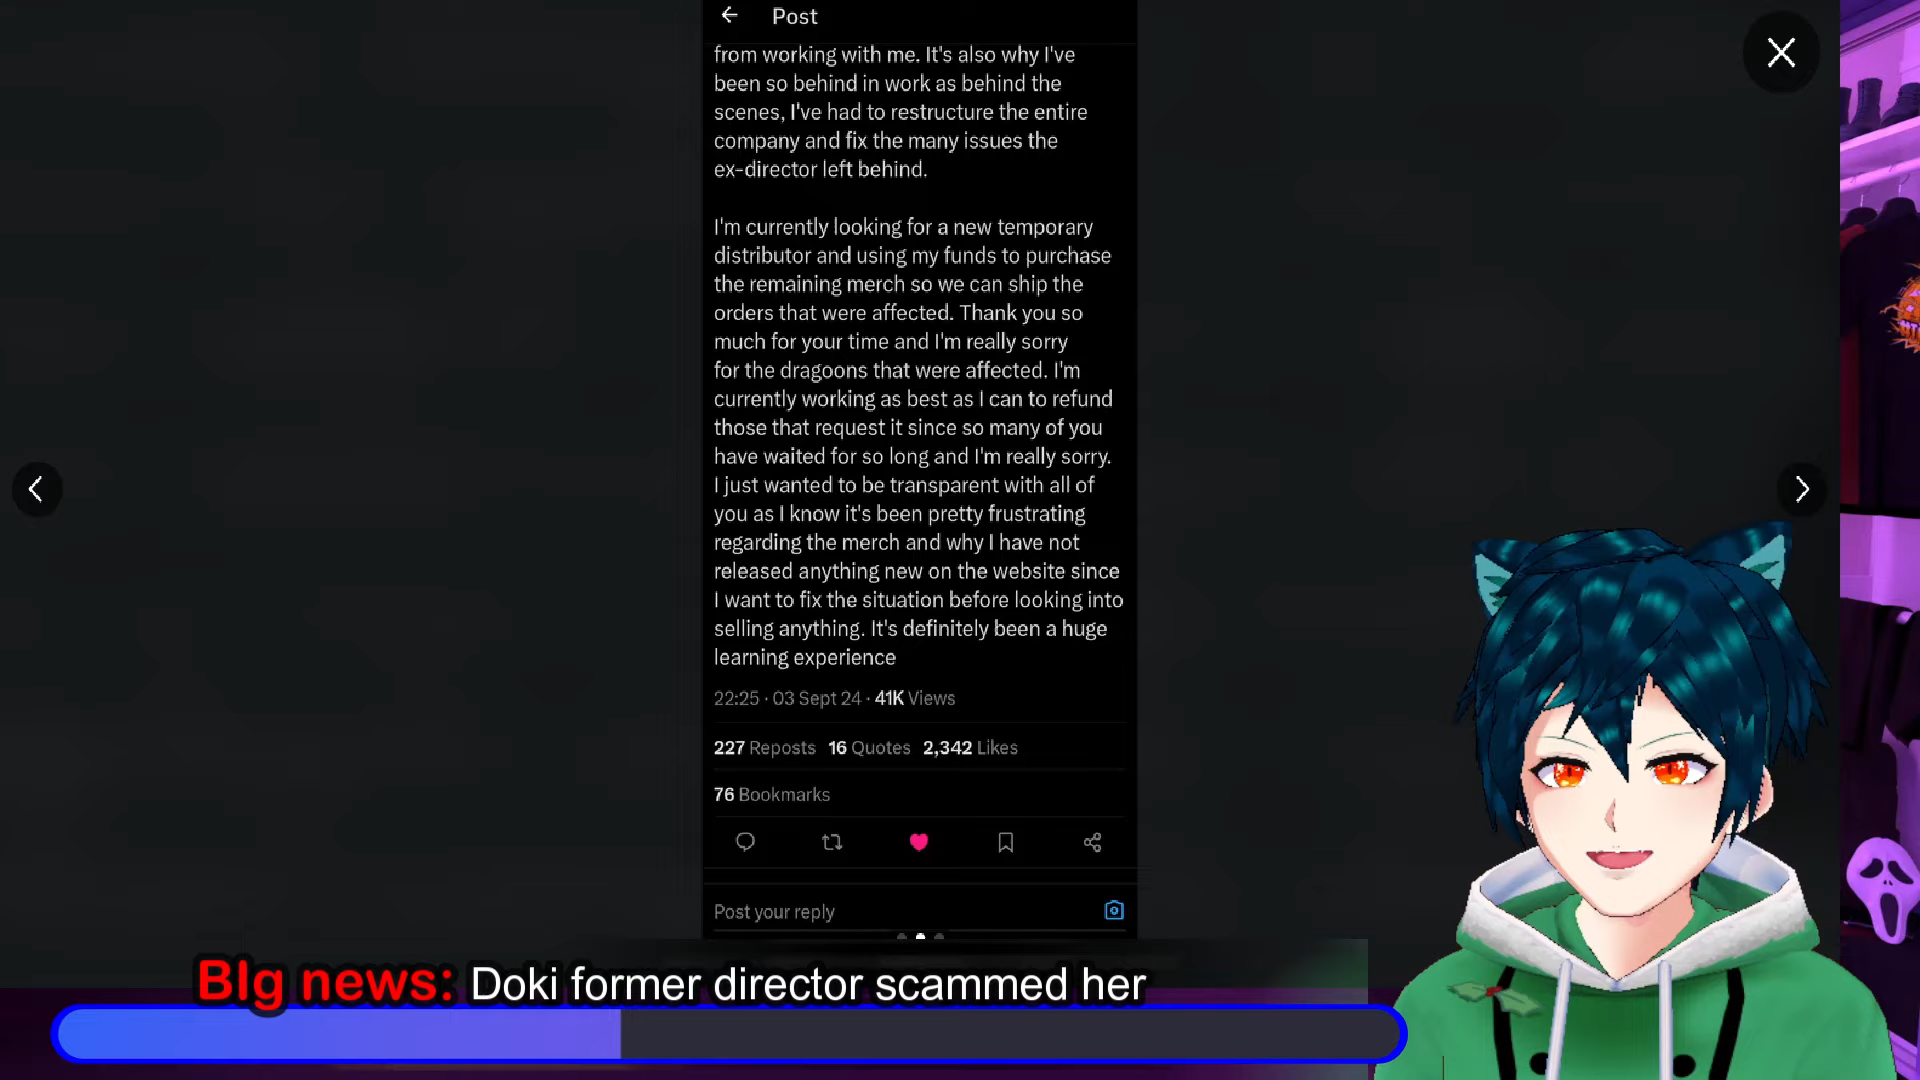 Post
from working with me. It's also why I've
been so behind in work as behind the
scenes, I've had to restructure the entire
company and fix the many issues the
ex-director left behind.
I'm currently looking for a new temporary
distributor and using my funds to purchase
the remaining merch so we can ship the
orders that were affected. Thank you so
much for your time and I'm really sorry
for the dragoons that were affected. I'm
currently working as best as I can to refund
those that request it since so many of you
have waited for so long and I'm really sorry.
I just wanted to be transparent with all of
you as I know it's been pretty frustrating
regarding the merch and why I have not
released anything new on the website since
I want to fix the situation before looking into
selling anything. It's definitely been a huge
learning experience
22:25 · 03 Sept 24 · 41K Views
227 Reposts 16 Quotes 2,342 Likes
76 Bookmarks
Post your reply
BIg news: Doki former director scammed her